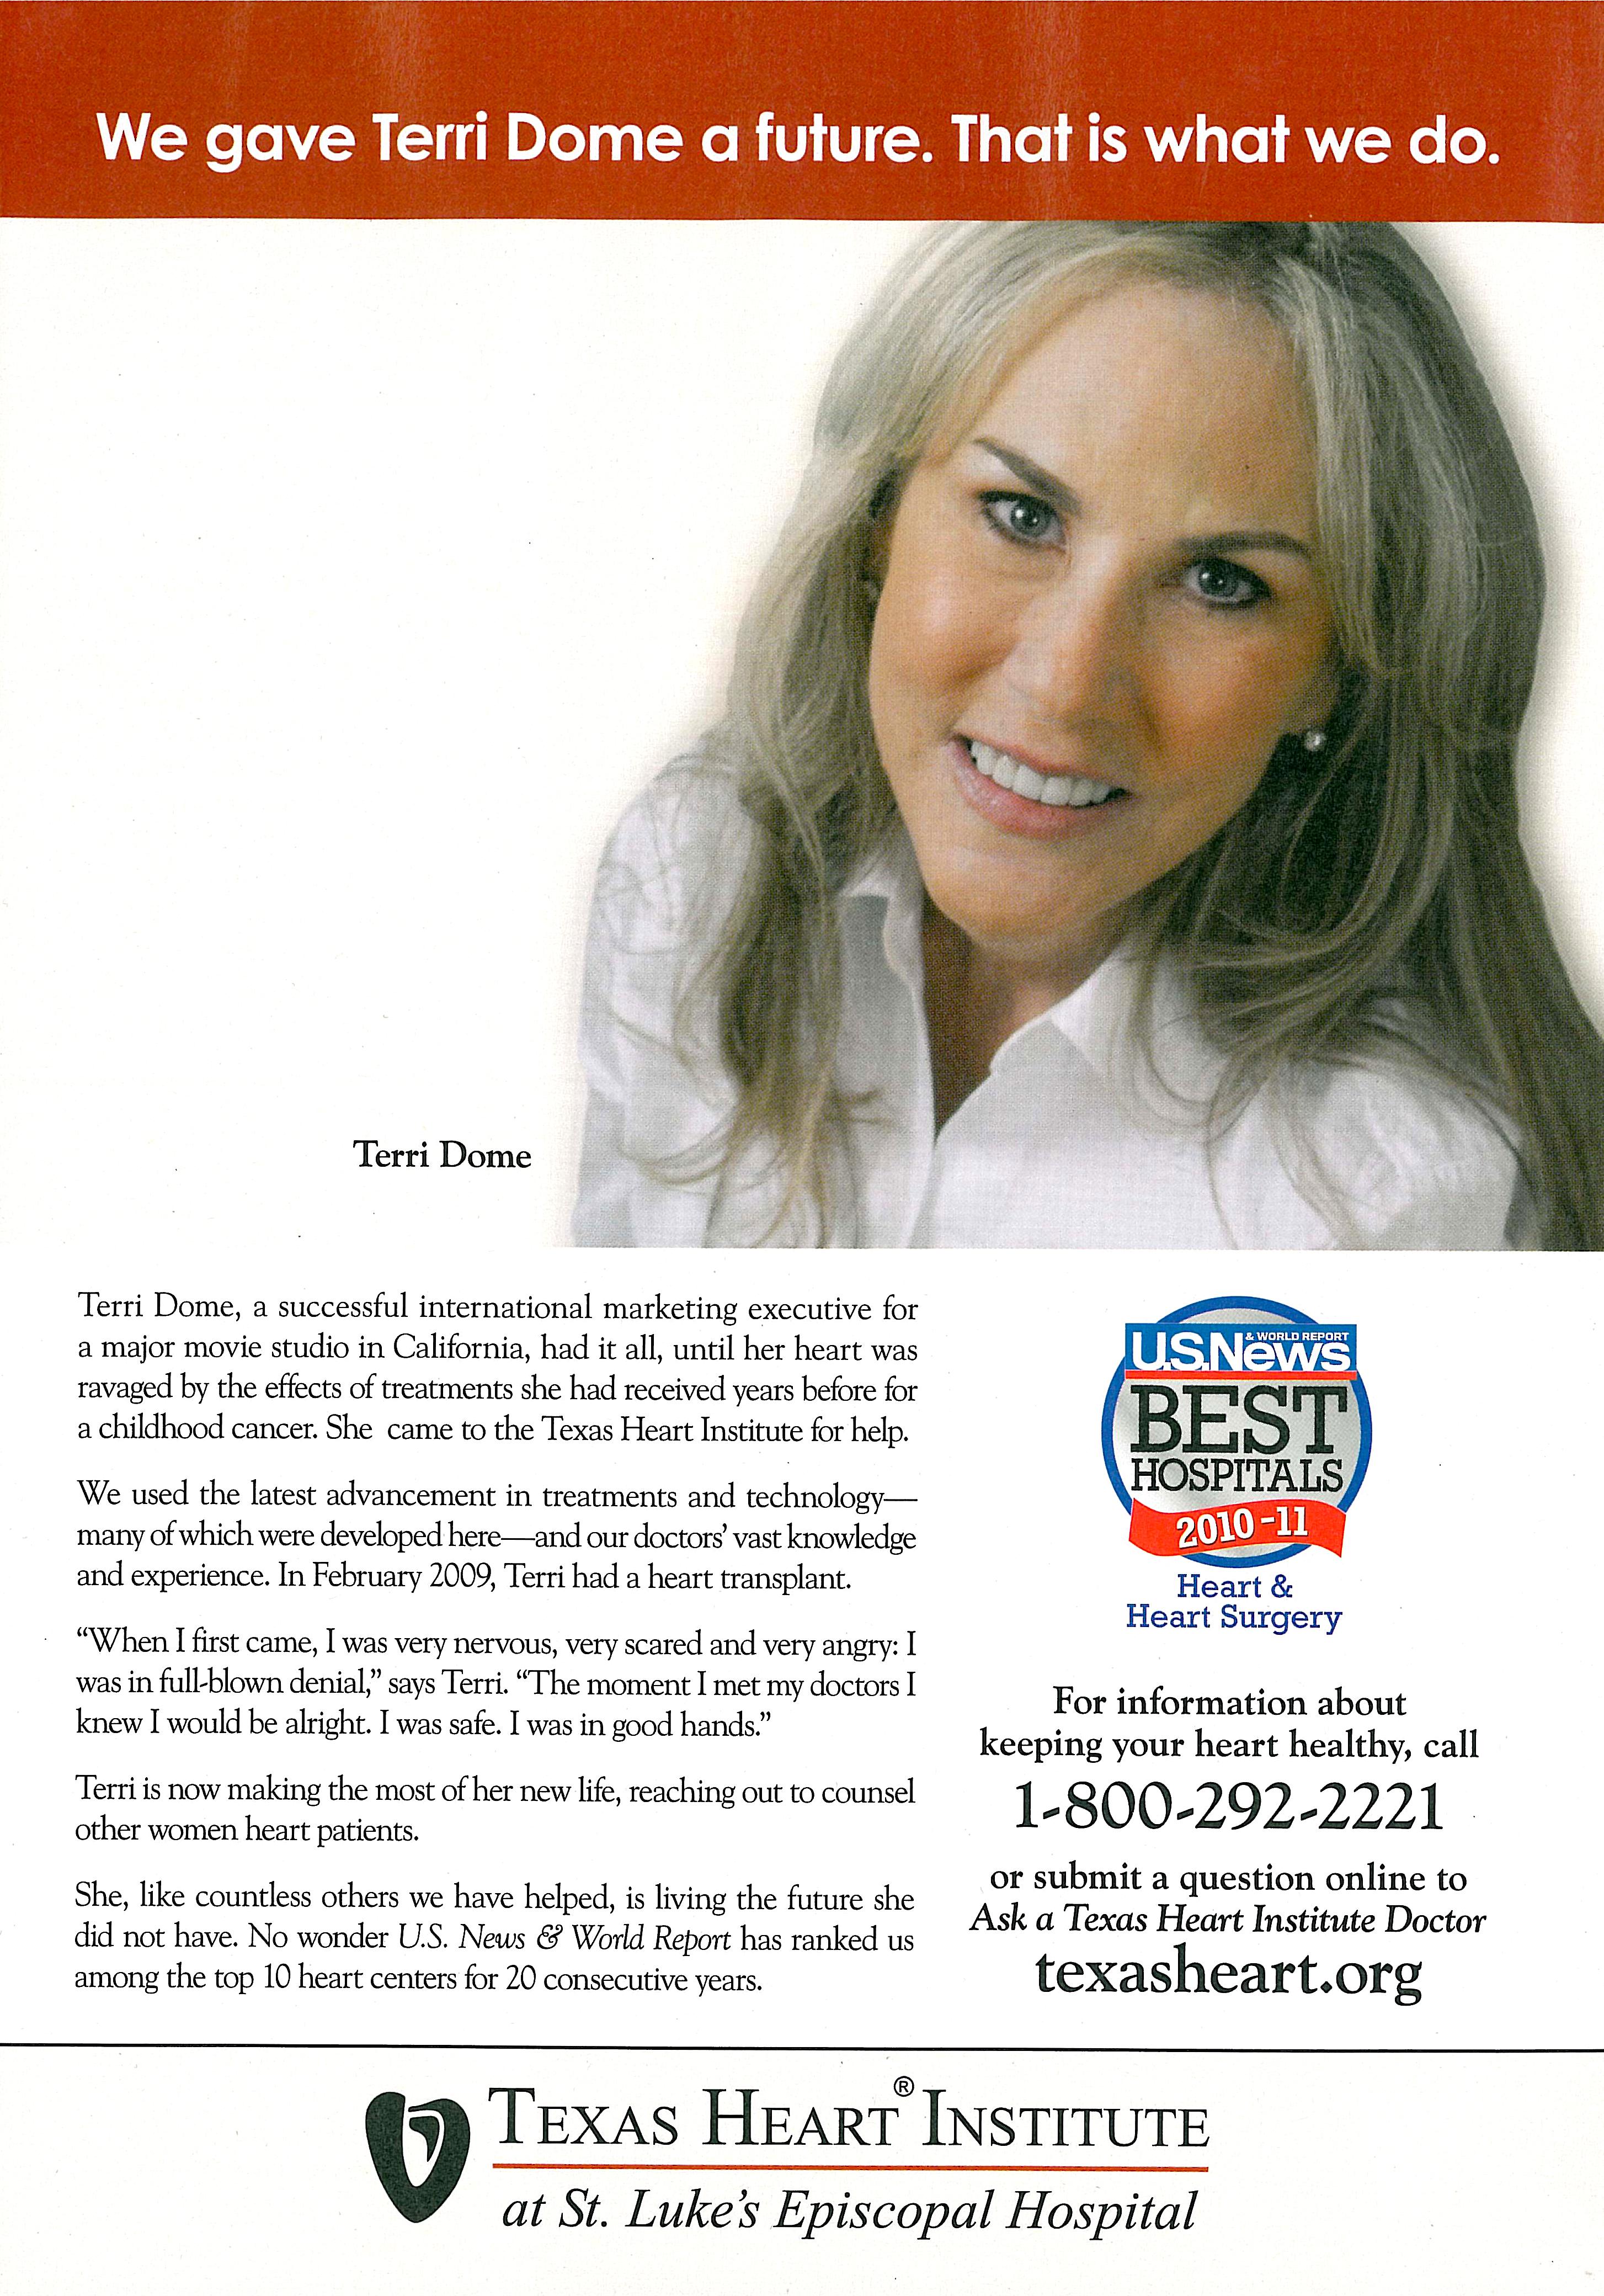 We gave Terri Dome a future. That is what we do.
Terri Dome
Terri Dome, a successful international marketing executive for
a major movie studio in California, had it all, until her heart was
ravaged by the effects of treatments she had received years before for
a childhood cancer. She came to the Texas Heart Institute for help.
We used the latest advancement in treatments and technology—
many of which were developed here—and our doctors' vast knowledge
and experience. In February 2009, Terri had a heart transplant.
“When I first came, I was very nervous, very scared and very angry: I
was in full-blown denial,” says Terri. “The moment I met my doctors I
knew I would be alright. I was safe. I was in good hands.”
Terri is now making the most of her new life, reaching out to counsel
other women heart patients.
She, like countless others we have helped, is living the future she
did not have. No wonder U.S. News & World Report has ranked us
among the top 10 heart centers for 20 consecutive years.
U.S.News & WORLD REPORT
BEST
HOSPITALS
2010-11
Heart &
Heart Surgery
For information about
keeping your heart healthy, call
1-800-292-2221
or submit a question online to
Ask a Texas Heart Institute Doctor
texasheart.org
TEXAS HEART® INSTITUTE
at St. Luke's Episcopal Hospital